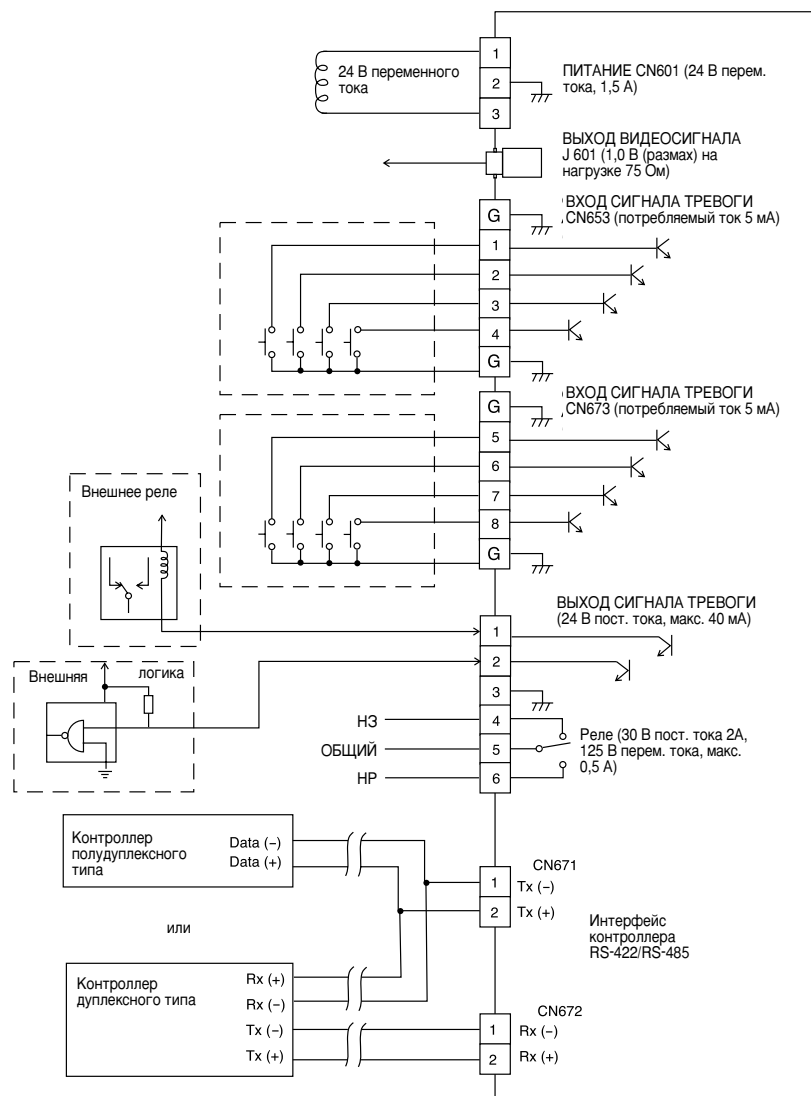 24 В переменного
тока
1
2
3
ПИТАНИЕ CN601 (24 В перем.
тока, 1,5 А)
ВЫХОД ВИДЕОСИГНАЛА
J 601 (1,0 В (размах) на
нагрузке 75 Ом)
ВХОД СИГНАЛА ТРЕВОГИ
CN653 (потребляемый ток 5 мА)
G
1
2
3
4
G
ВХОД СИГНАЛА ТРЕВОГИ
CN673 (потребляемый ток 5 мА)
G
5
6
7
8
G
Внешнее реле
ВЫХОД СИГНАЛА ТРЕВОГИ
(24 В пост. тока, макс. 40 мА)
1
2
3
4
5
6
Внешняя логика
НЗ
ОБЩИЙ
НР
Реле (30 В пост. тока 2А,
125 В перем. тока, макс.
0,5 А)
Контроллер
полудуплексного
типа
Data (−)
Data (+)
CN671
1 Tx (−)
2 Tx (+)
или
Интерфейс
контроллера
RS-422/RS-485
Контроллер
дуплексного типа
Rx (+)
Rx (−)
Tx (−)
Tx (+)
CN672
1 Rx (−)
2 Rx (+)